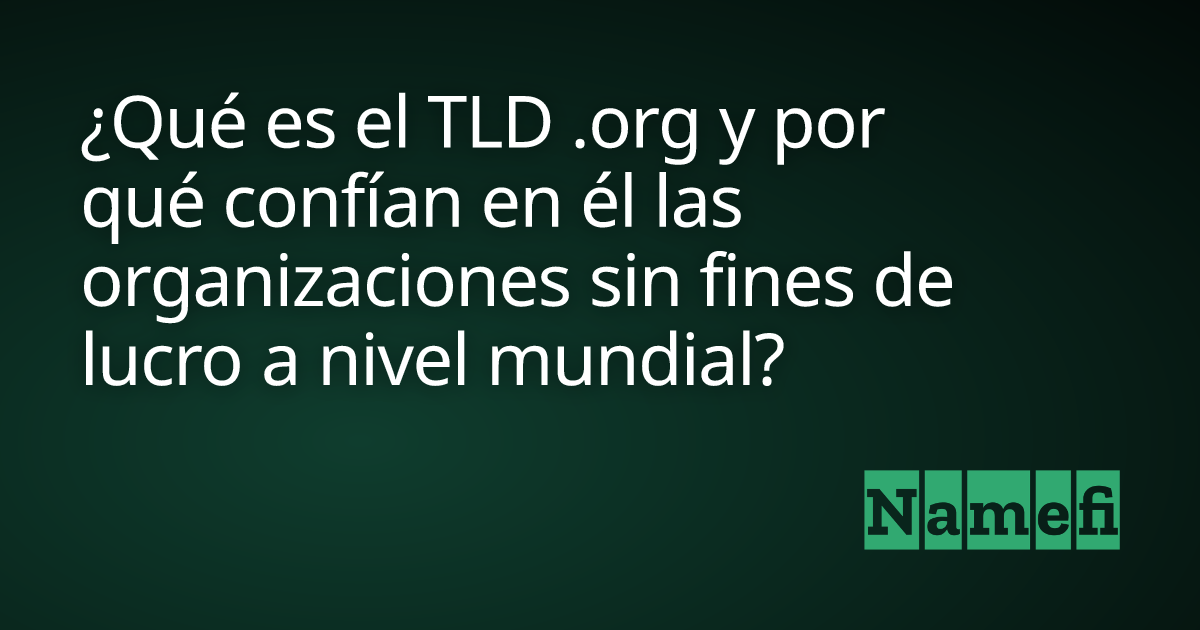 ¿Qué es el TLD .org y por
qué confían en él las
organizaciones sin fines de
lucro a nivel mundial?
Namefi